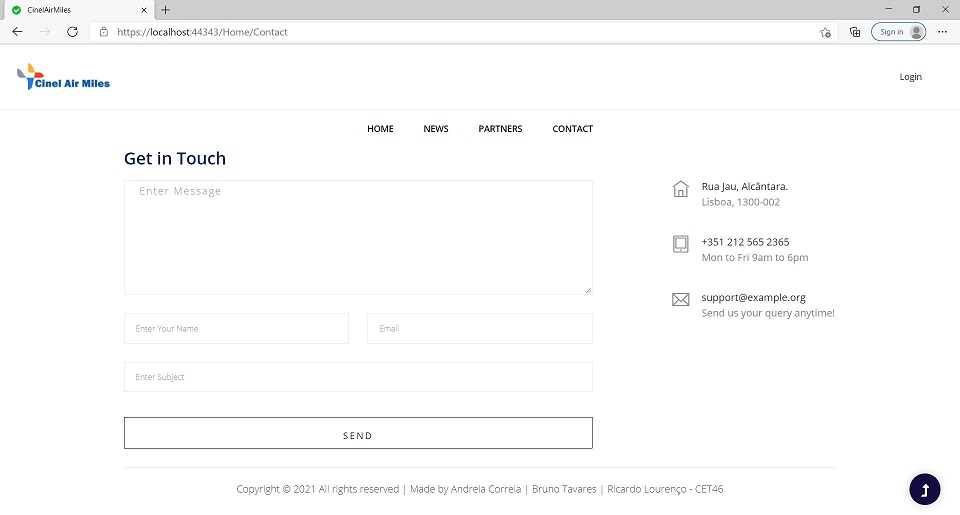 CinelAirMiles
https://localhost:44343/Home/Contact
Sign in
Cinel Air Miles
Login
HOME NEWS PARTNERS CONTACT
Get in Touch
Enter Message
Enter Your Name
Email
Enter Subject
SEND
Rua Jau, Alcântara.
Lisboa, 1300-002
+351 212 565 2365
Mon to Fri 9am to 6pm
support@example.org
Send us your query anytime!
Copyright © 2021 All rights reserved | Made by Andreia Correia | Bruno Tavares | Ricardo Lourenço - CET46